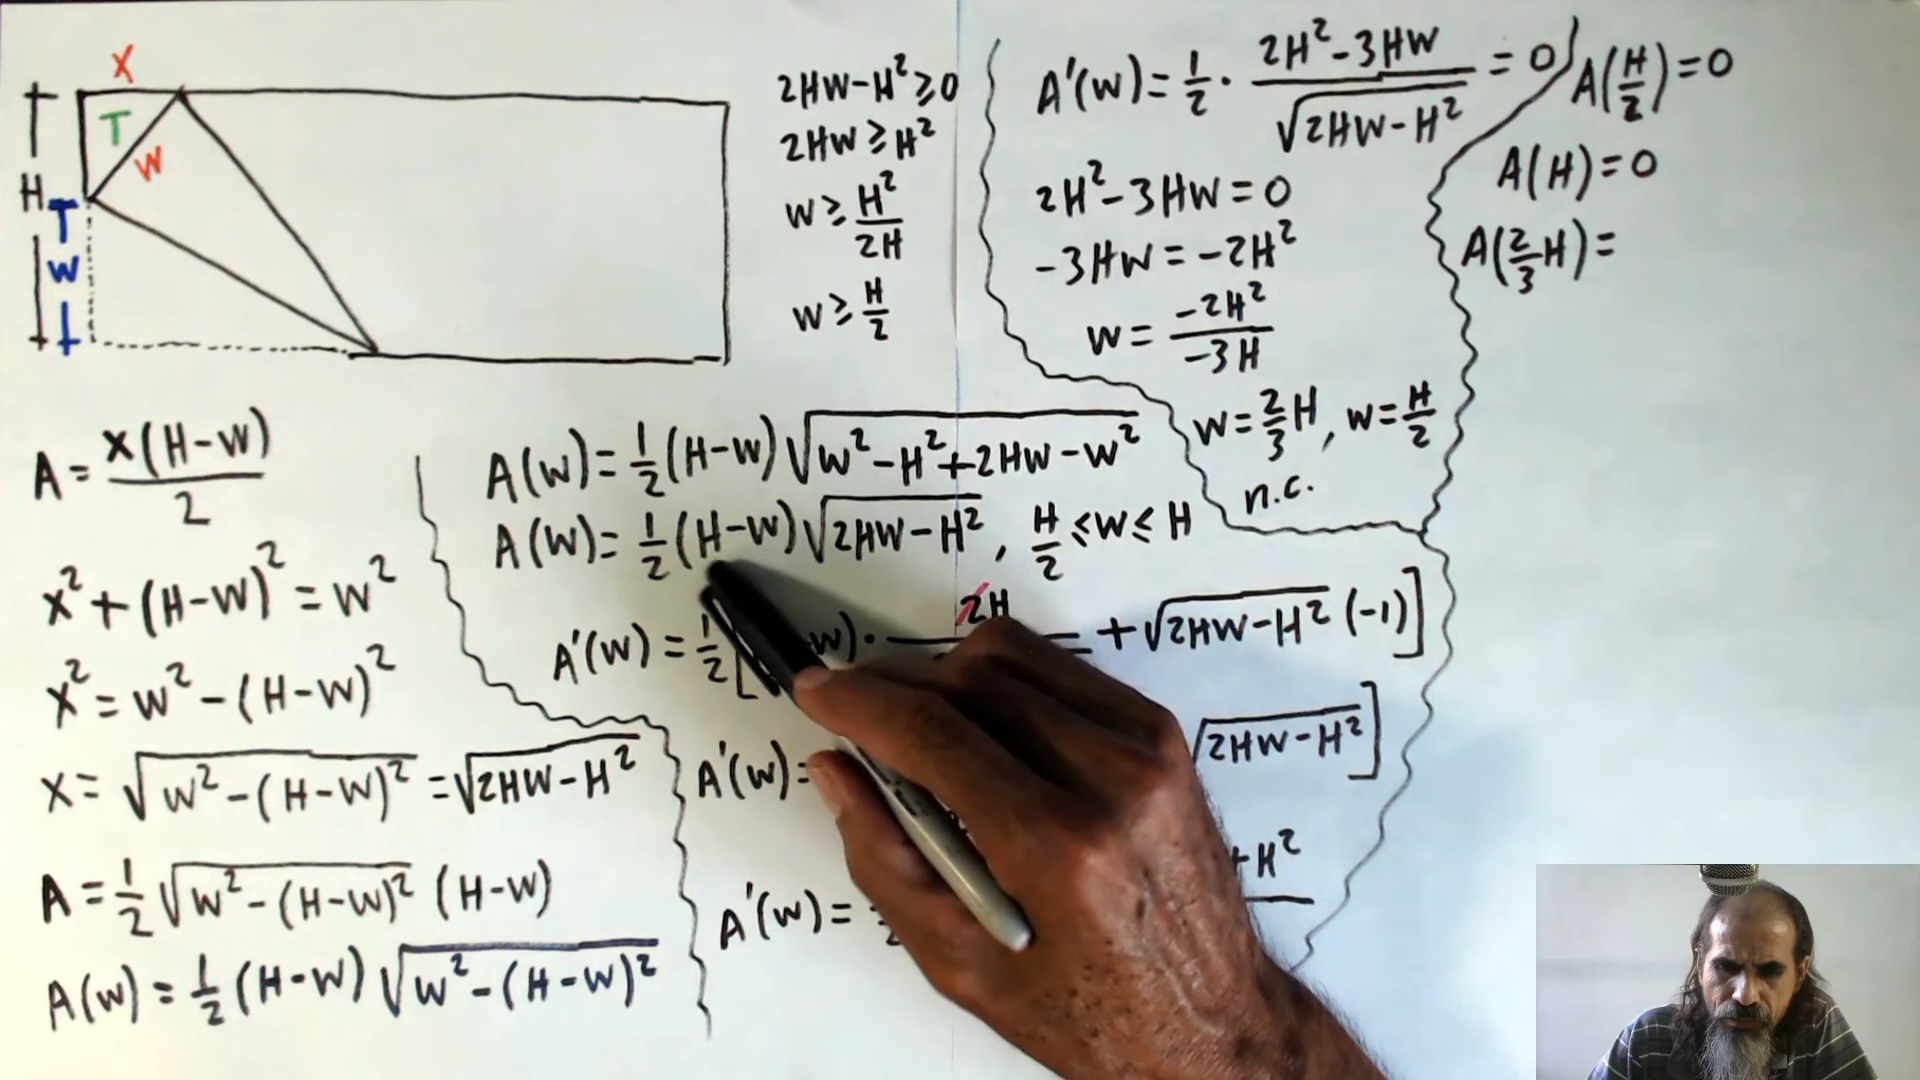 X
T
W
H
T
W
2HW-H²≥0
2HW≥H²
W≥H²/2H
W≥H/2
A=x(H-W)/2
x²+(H-W)²=W²
x²=W²-(H-W)²
x=√(W²-(H-W)²)=√(2HW-H²)
A=1/2√(W²-(H-W)²)(H-W)
A(W)=1/2(H-W)√(W²-(H-W)²)
A(W)=1/2(H-W)√(W²-H²+2HW-W²)
A(W)=1/2(H-W)√(2HW-H²), H/2≤W≤H
A'(W)=1/2[ W)· 2H +√(2HW-H²)(-1)]
A'(W)= √(2HW-H²)]
A'(W)= +H²
A'(W)=1/2·(2H²-3HW)/√(2HW-H²)=0
2H²-3HW=0
-3HW=-2H²
W=-2H²/-3H
W=2/3H, W=H/2
n.c.
A(H/2)=0
A(H)=0
A(2/3H)=